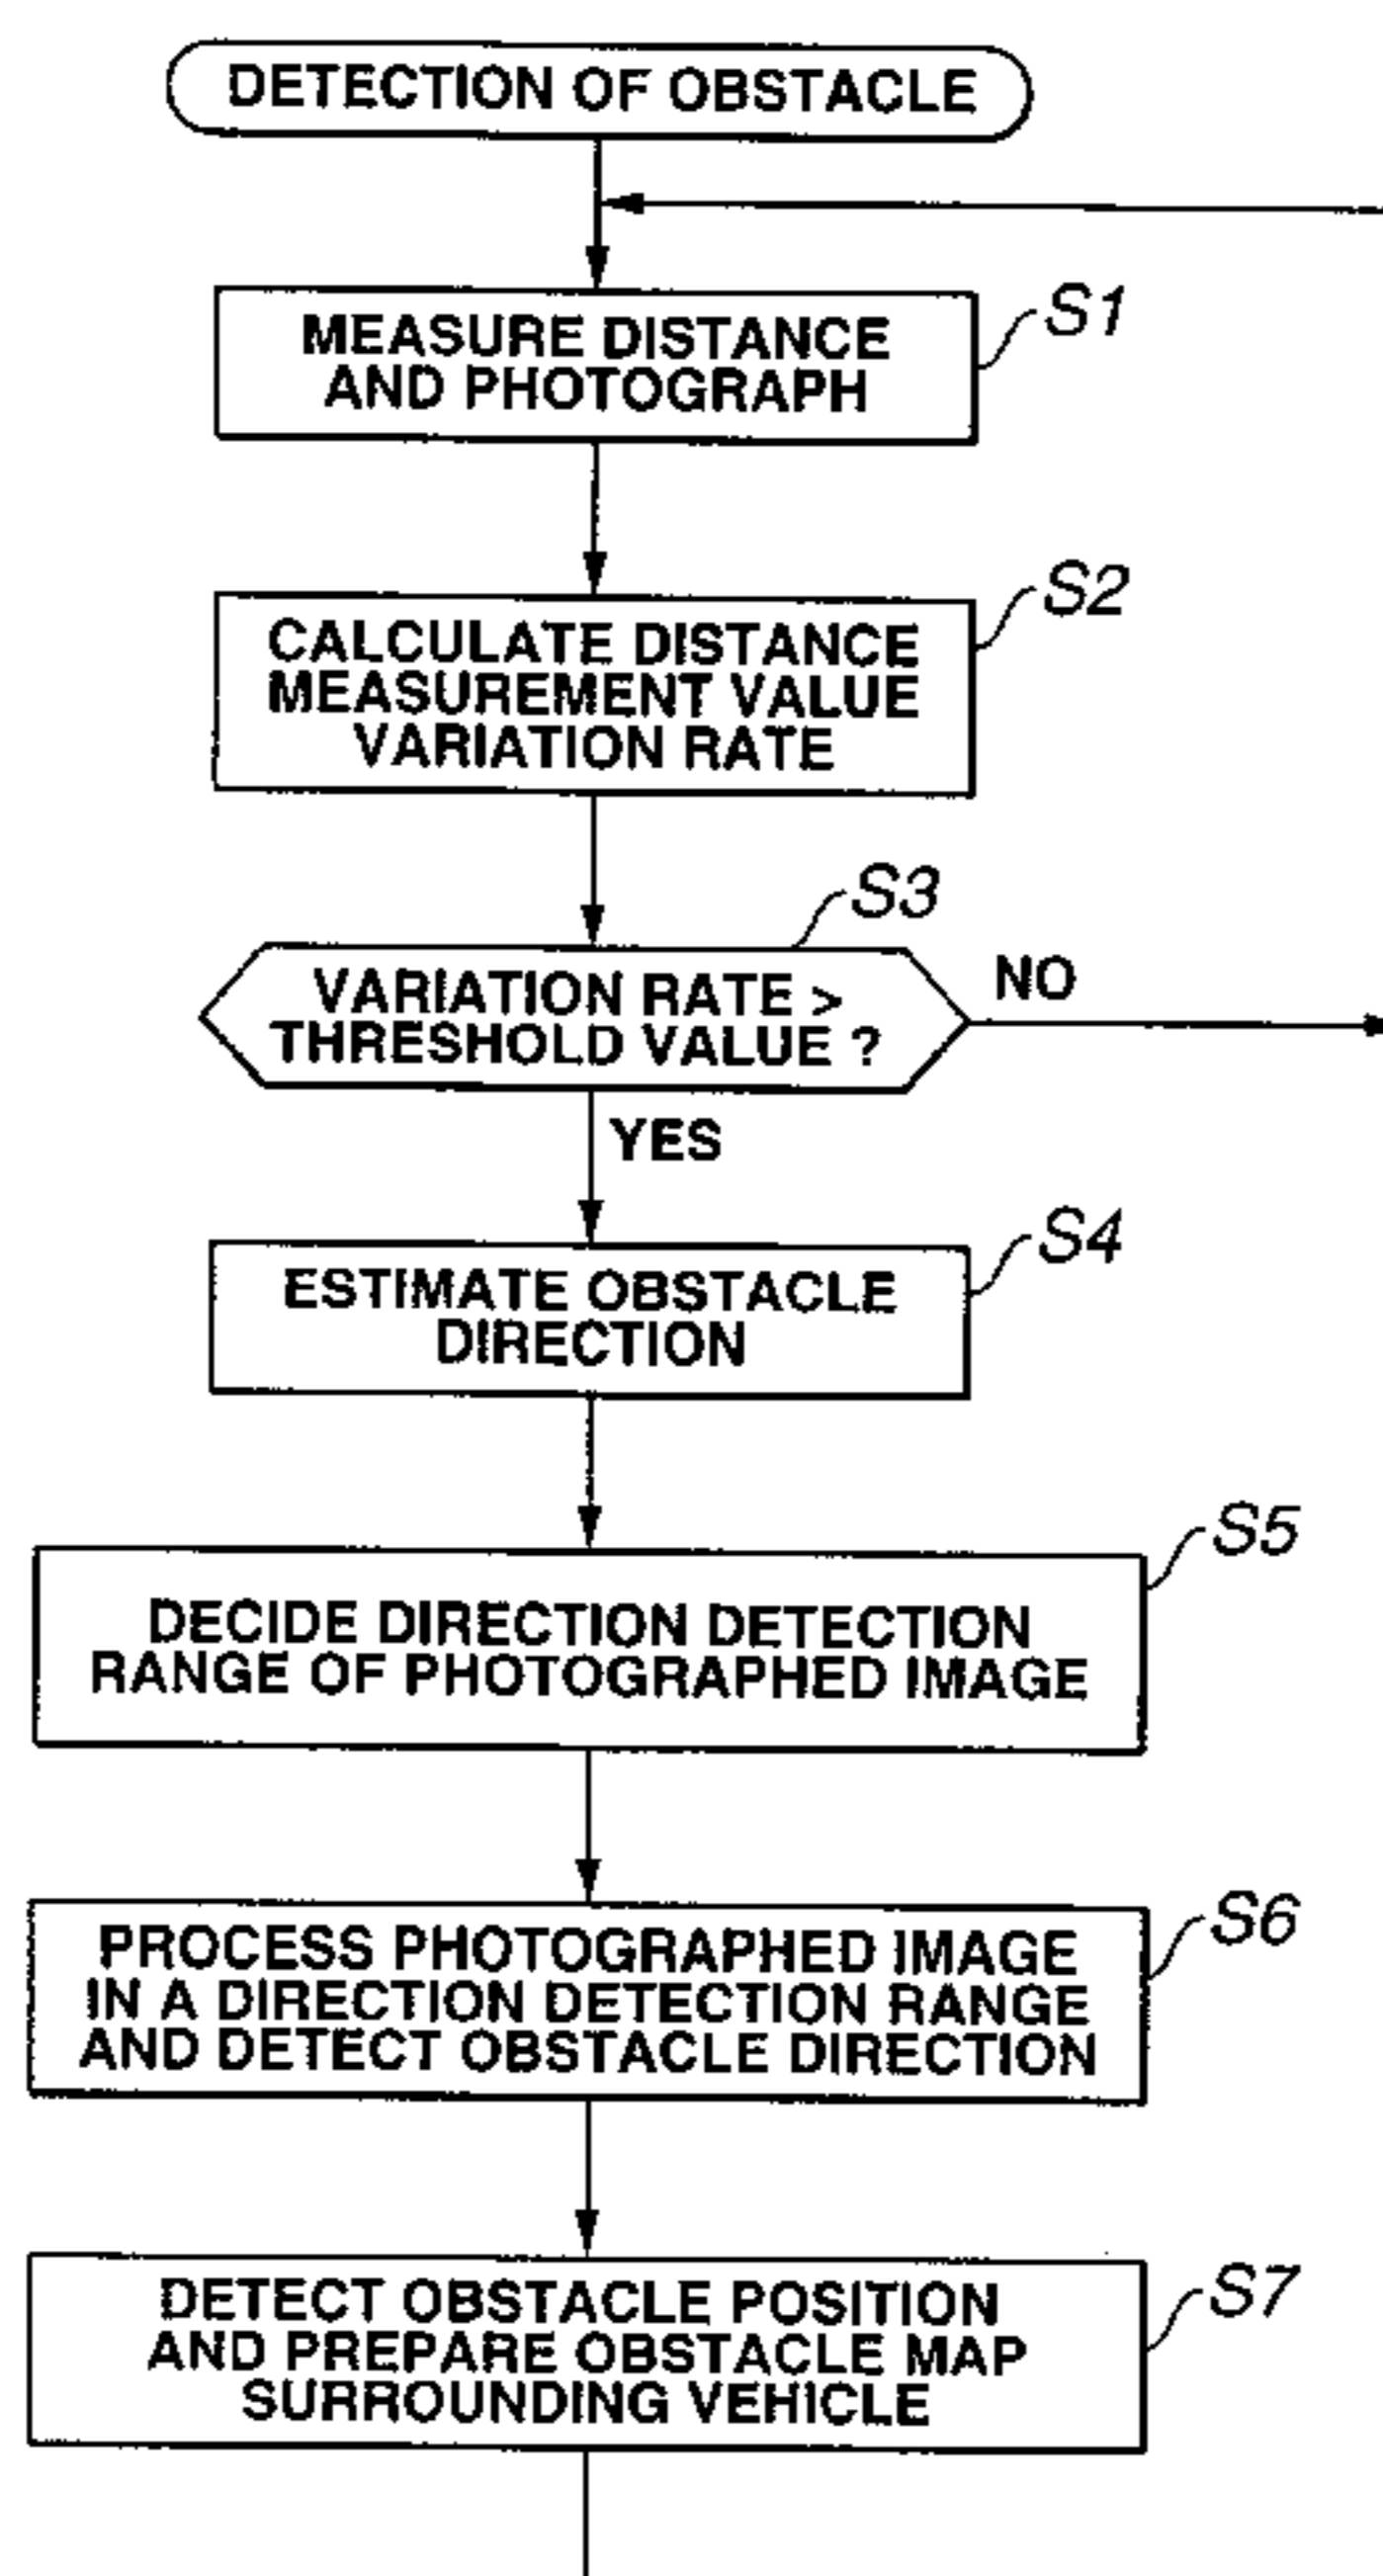 DETECTION OF OBSTACLE
S1
MEASURE DISTANCE
AND PHOTOGRAPH
S2
CALCULATE DISTANCE
MEASUREMENT VALUE
VARIATION RATE
S3
VARIATION RATE >
THRESHOLD VALUE ?
NO
YES
S4
ESTIMATE OBSTACLE
DIRECTION
S5
DECIDE DIRECTION DETECTION
RANGE OF PHOTOGRAPHED IMAGE
S6
PROCESS PHOTOGRAPHED IMAGE
IN A DIRECTION DETECTION RANGE
AND DETECT OBSTACLE DIRECTION
S7
DETECT OBSTACLE POSITION
AND PREPARE OBSTACLE MAP
SURROUNDING VEHICLE